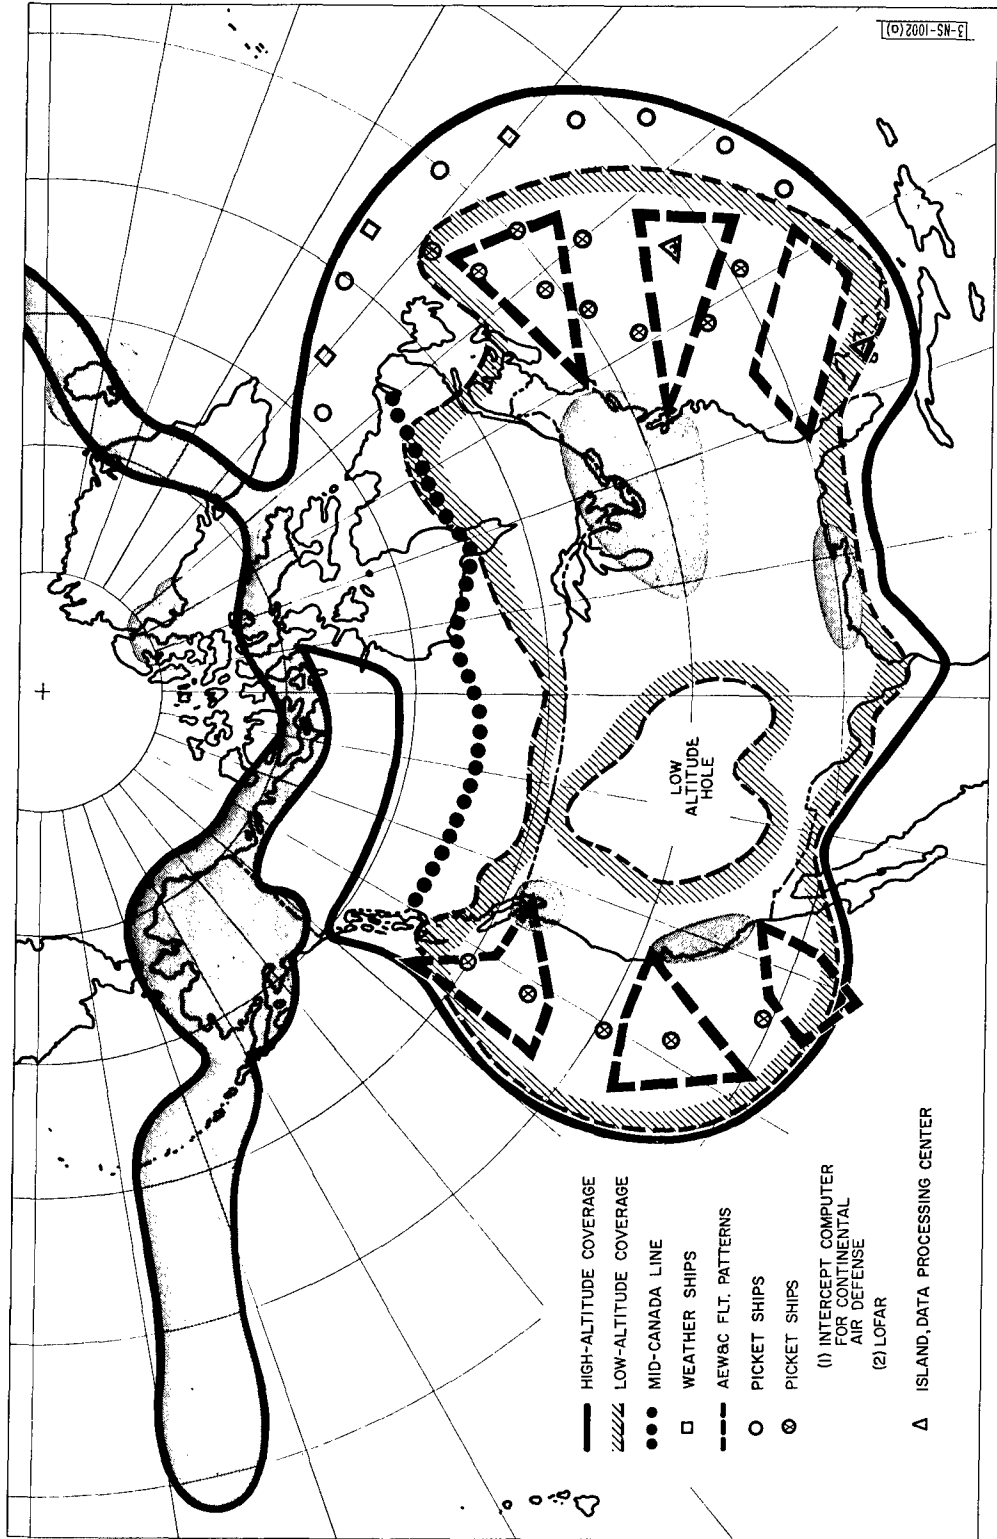 3-NS-1002(a)
LOW
ALTITUDE
HOLE
HIGH-ALTITUDE COVERAGE
LOW-ALTITUDE COVERAGE
MID-CANADA LINE
WEATHER SHIPS
AEW&C FLT. PATTERNS
PICKET SHIPS
PICKET SHIPS
(1) INTERCEPT COMPUTER
FOR CONTINENTAL
AIR DEFENSE
(2) LOFAR
ISLAND, DATA PROCESSING CENTER